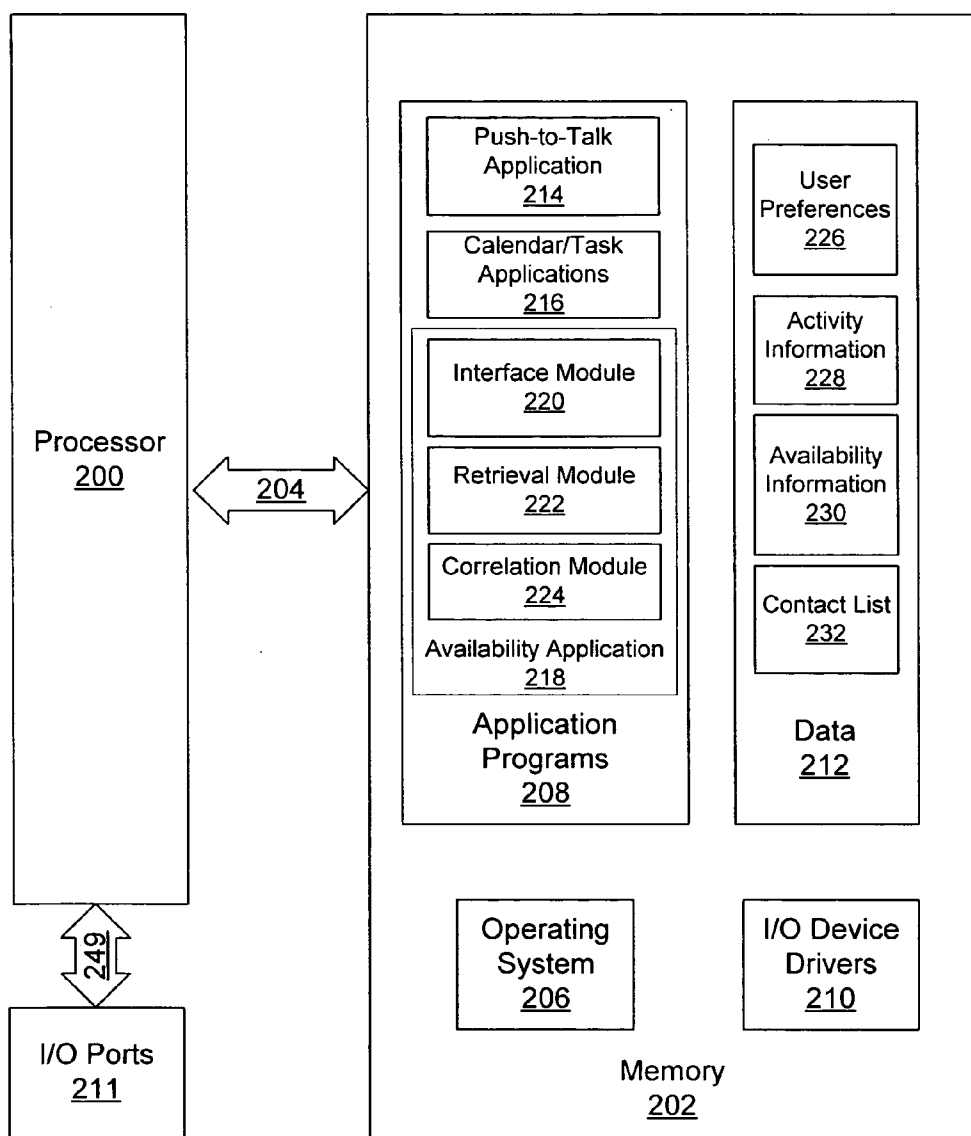 Processor
200
204
249
I/O Ports
211
Push-to-Talk
Application
214
Calendar/Task
Applications
216
Interface Module
220
Retrieval Module
222
Correlation Module
224
Availability Application
218
Application
Programs
208
User
Preferences
226
Activity
Information
228
Availability
Information
230
Contact List
232
Data
212
Operating
System
206
I/O Device
Drivers
210
Memory
202